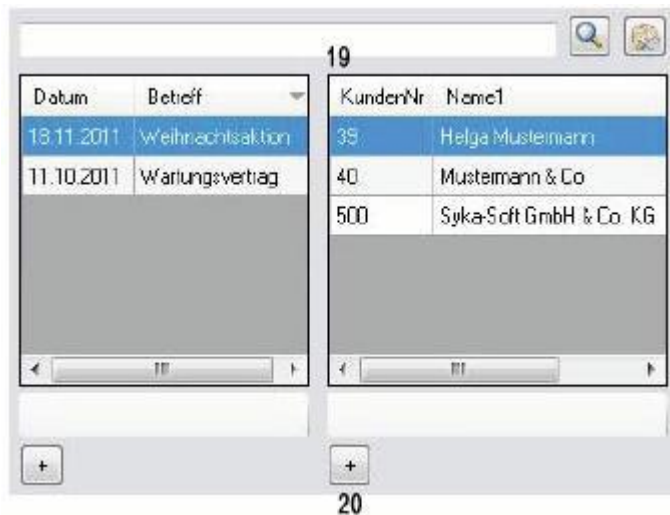 19
Datum Betreff
18.11.2011 Weihnachtsaktion
11.10.2011 Wartungsvertrag
KundenNr Name1
39 Helga Mustermann
40 Mustermann & Co
500 Syka-Soft GmbH & Co. KG
+ +
20